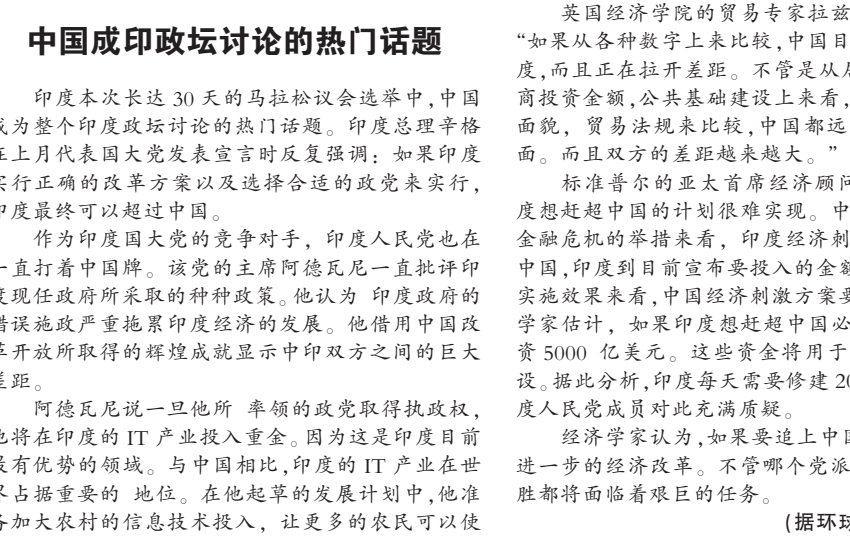 中国成印政坛讨论的热门话题
印度本次长达 30 天的马拉松议会选举中,中国
成为整个印度政坛讨论的热门话题。印度总理辛格
在上月代表国大党发表宣言时反复强调：如果印度
实行正确的改革方案以及选择合适的政党来实行，
印度最终可以超过中国。
作为印度国大党的竞争对手，印度人民党也在
一直打着中国牌。该党的主席阿德瓦尼一直批评印
度现任政府所采取的种种政策。他认为 印度政府的
错误施政严重拖累印度经济的发展。他借用中国改
革开放所取得的辉煌成就显示中印双方之间的巨大
差距。
阿德瓦尼说一旦他所 率领的政党取得执政权，
他将在印度的 IT 产业投入重金。因为这是印度目前
最有优势的领域。与中国相比,印度的 IT 产业在世
界占据重要的 地位。在他起草的发展计划中,他准
备加大农村的信息技术投入，让更多的农民可以使
英国经济学院的贸易专家拉兹
“如果从各种数字上来比较,中国目
度,而且正在拉开差距。不管是从
商投资金额,公共基础建设上来看,
面貌，贸易法规来比较,中国都远
面。而且双方的差距越来越大。”
标准普尔的亚太首席经济顾问
度想赶超中国的计划很难实现。中
金融危机的举措来看，印度经济刺
中国,印度到目前宣布要投入的金额
实施效果来看,中国经济刺激方案要
学家估计，如果印度想赶超中国必
资 5000 亿美元。这些资金将用于
设。据此分析,印度每天需要修建 20
度人民党成员对此充满质疑。
经济学家认为,如果要追上中国
进一步的经济改革。不管哪个党派
胜都将面临着艰巨的任务。
(据环球